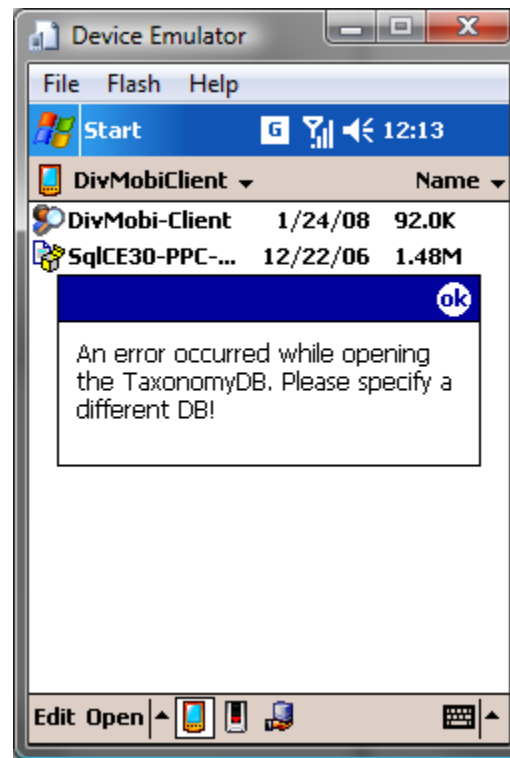 Device Emulator
File Flash Help
Start G 12:13
DivMobiClient Name
DivMobi-Client 1/24/08 92.0K
SqlCE30-PPC-... 12/22/06 1.48M
ok
An error occurred while opening
the TaxonomyDB. Please specify a
different DB!
Edit Open